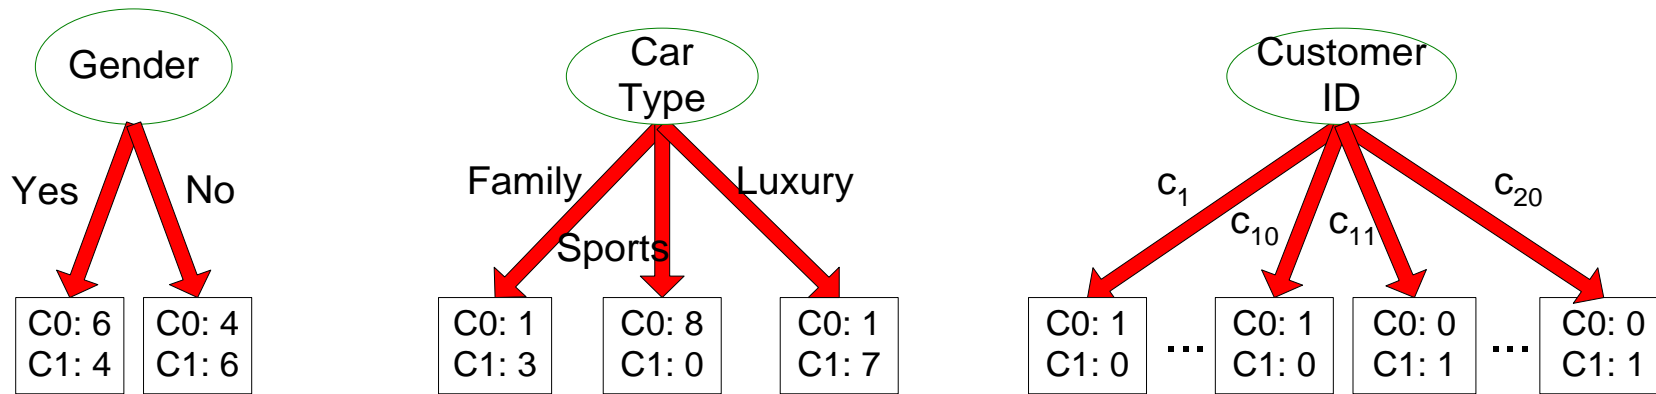 Gender
Yes
No
C0: 6
C1: 4
C0: 4
C1: 6
Car
Type
Family
Sports
Luxury
C0: 1
C1: 3
C0: 8
C1: 0
C0: 1
C1: 7
Customer
ID
c1
c10
c11
c20
C0: 1
C1: 0
...
C0: 1
C1: 0
C0: 0
C1: 1
...
C0: 0
C1: 1